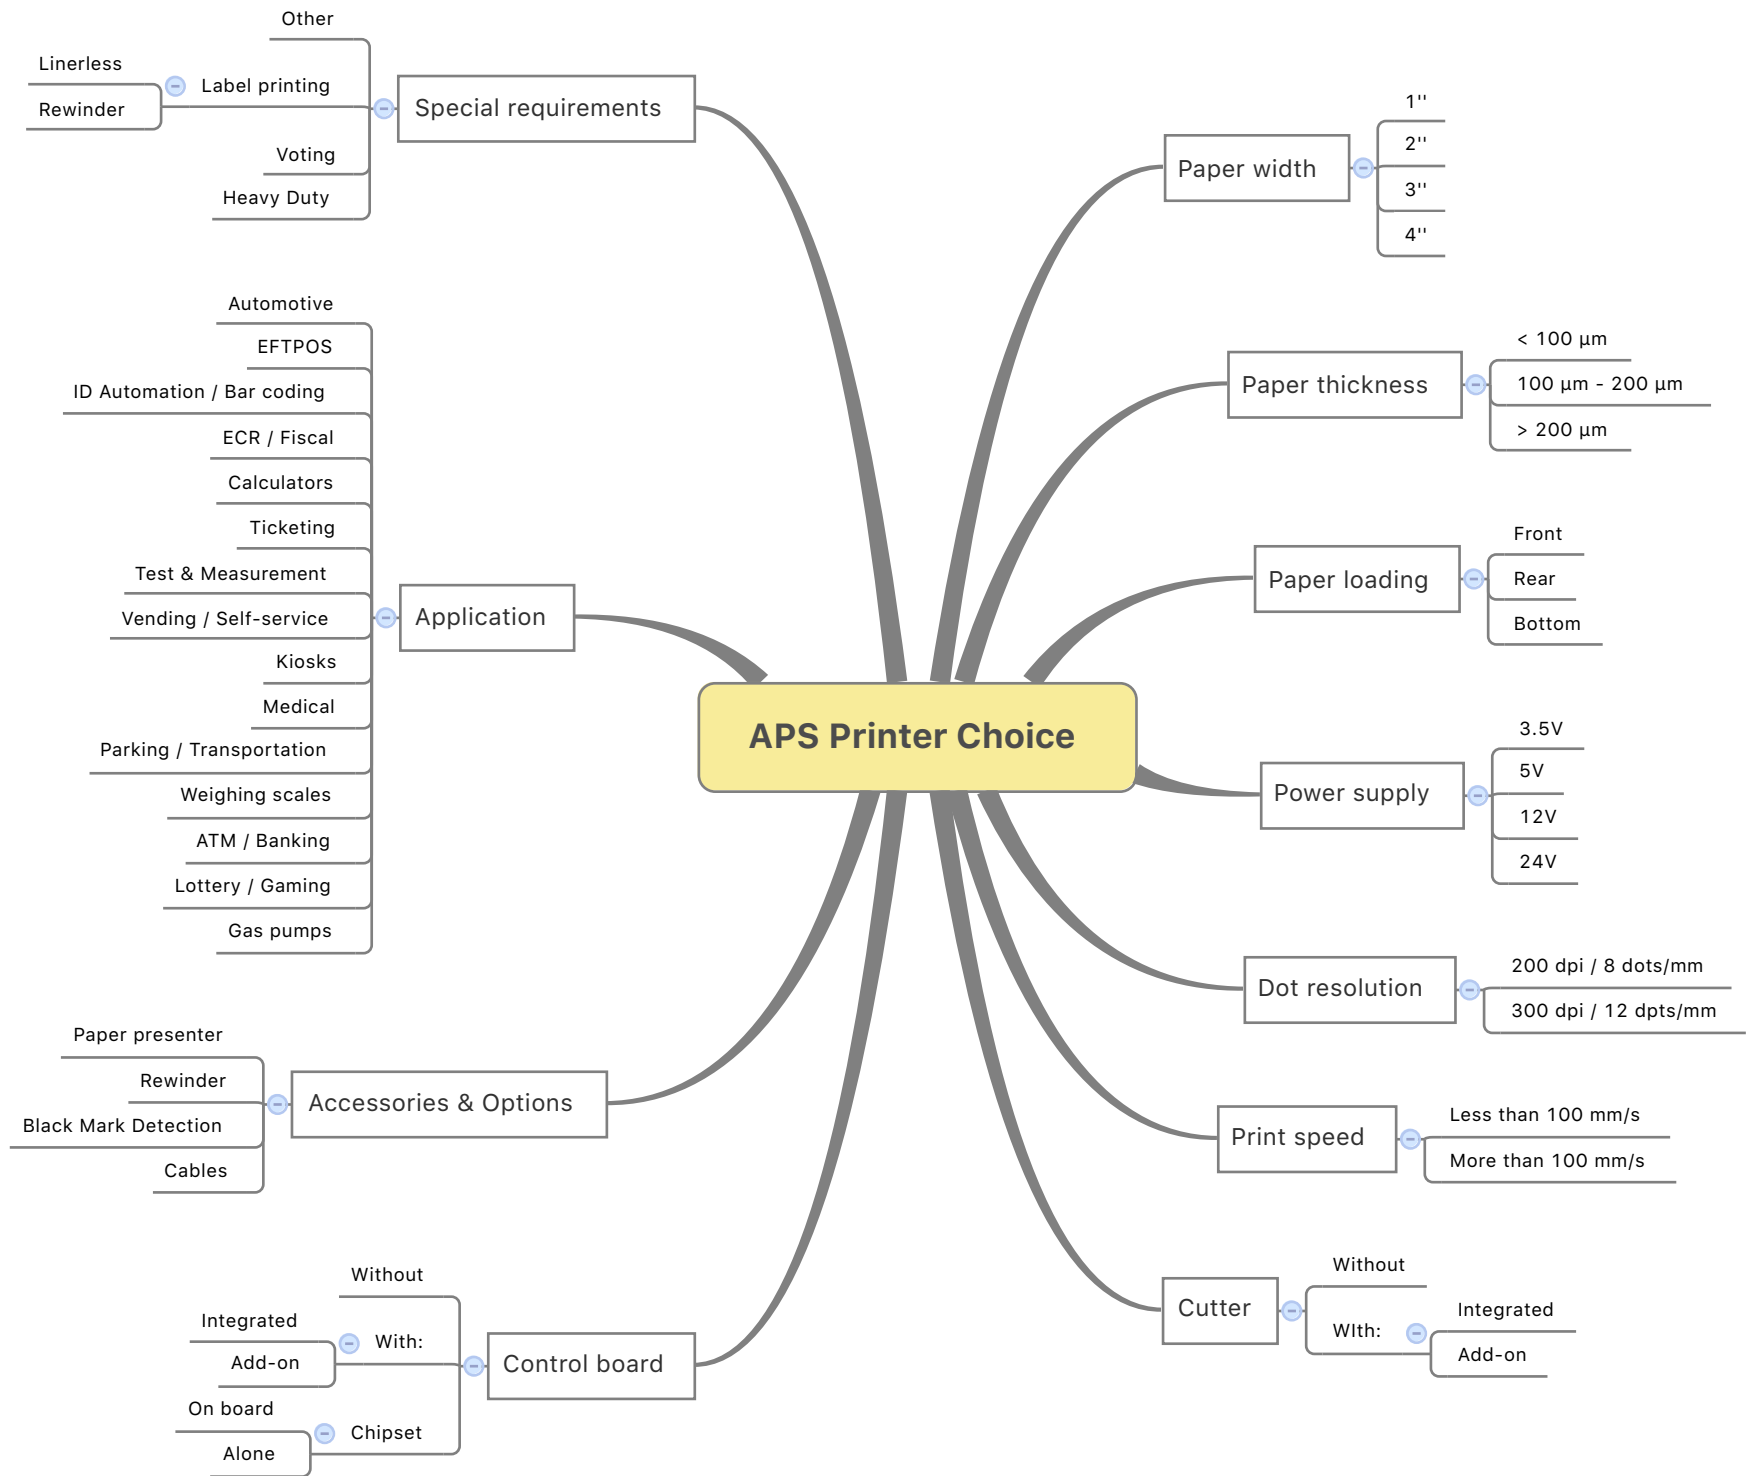 Other
Linerless
Label printing
Rewinder
Special requirements
Voting
Heavy Duty
Automotive
EFTPOS
ID Automation / Bar coding
ECR / Fiscal
Calculators
Ticketing
Test & Measurement
Vending / Self-service
Application
Kiosks
Medical
Parking / Transportation
Weighing scales
ATM / Banking
Lottery / Gaming
Gas pumps
Paper presenter
Rewinder
Accessories & Options
Black Mark Detection
Cables
Without
Integrated
With:
Add-on
Control board
On board
Chipset
Alone
APS Printer Choice
1''
2''
Paper width
3''
4''
< 100 µm
Paper thickness
100 µm - 200 µm
> 200 µm
Front
Paper loading
Rear
Bottom
3.5V
5V
Power supply
12V
24V
Dot resolution
200 dpi / 8 dots/mm
300 dpi / 12 dpts/mm
Print speed
Less than 100 mm/s
More than 100 mm/s
Cutter
Without
WIth:
Integrated
Add-on